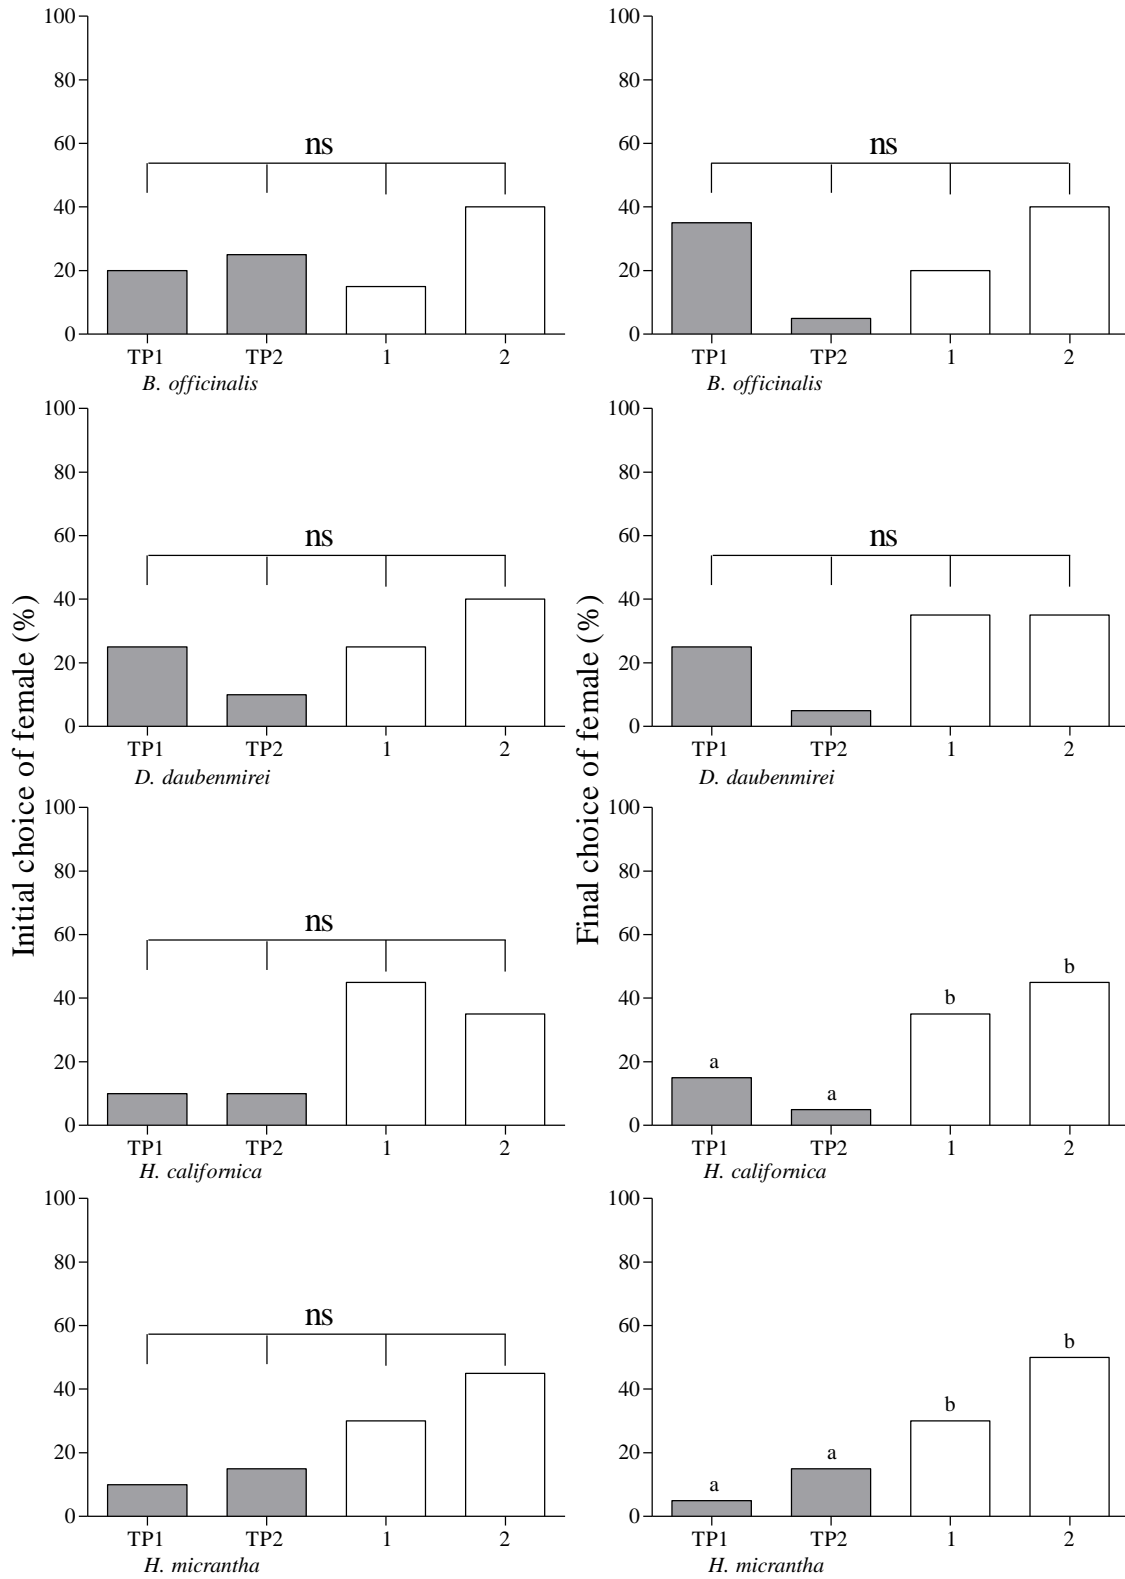 Initial choice of female (%)
100
80
60
40
20
0
ns
TP1 TP2 1 2
B. officinalis
100
80
60
40
20
0
ns
TP1 TP2 1 2
D. daubenmirei
100
80
60
40
20
0
ns
TP1 TP2 1 2
H. californica
100
80
60
40
20
0
ns
TP1 TP2 1 2
H. micrantha
Final choice of female (%)
100
80
60
40
20
0
ns
TP1 TP2 1 2
B. officinalis
100
80
60
40
20
0
ns
TP1 TP2 1 2
D. daubenmirei
100
80
60
40
20
0
a a b b
TP1 TP2 1 2
H. californica
100
80
60
40
20
0
a a b b
TP1 TP2 1 2
H. micrantha